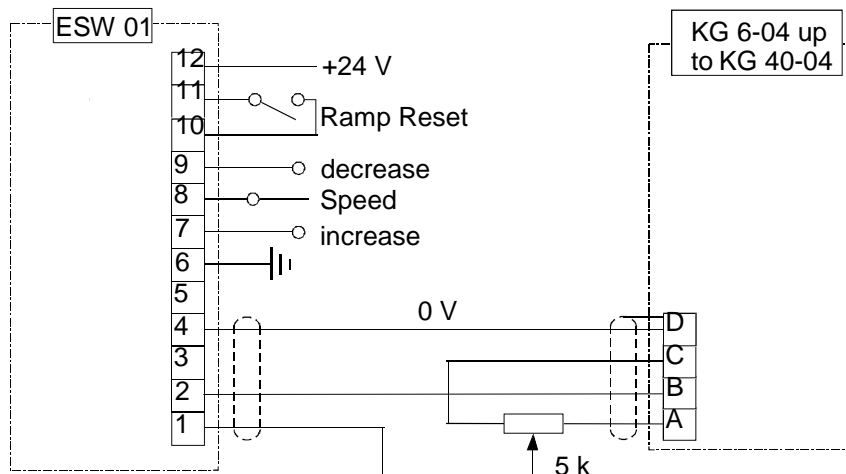 ESW 01
KG 6-04 up
to KG 40-04
12
+24 V
11
10
Ramp Reset
9
decrease
8
Speed
7
increase
6
5
0 V
4
D
3
C
2
B
1
A
5 k